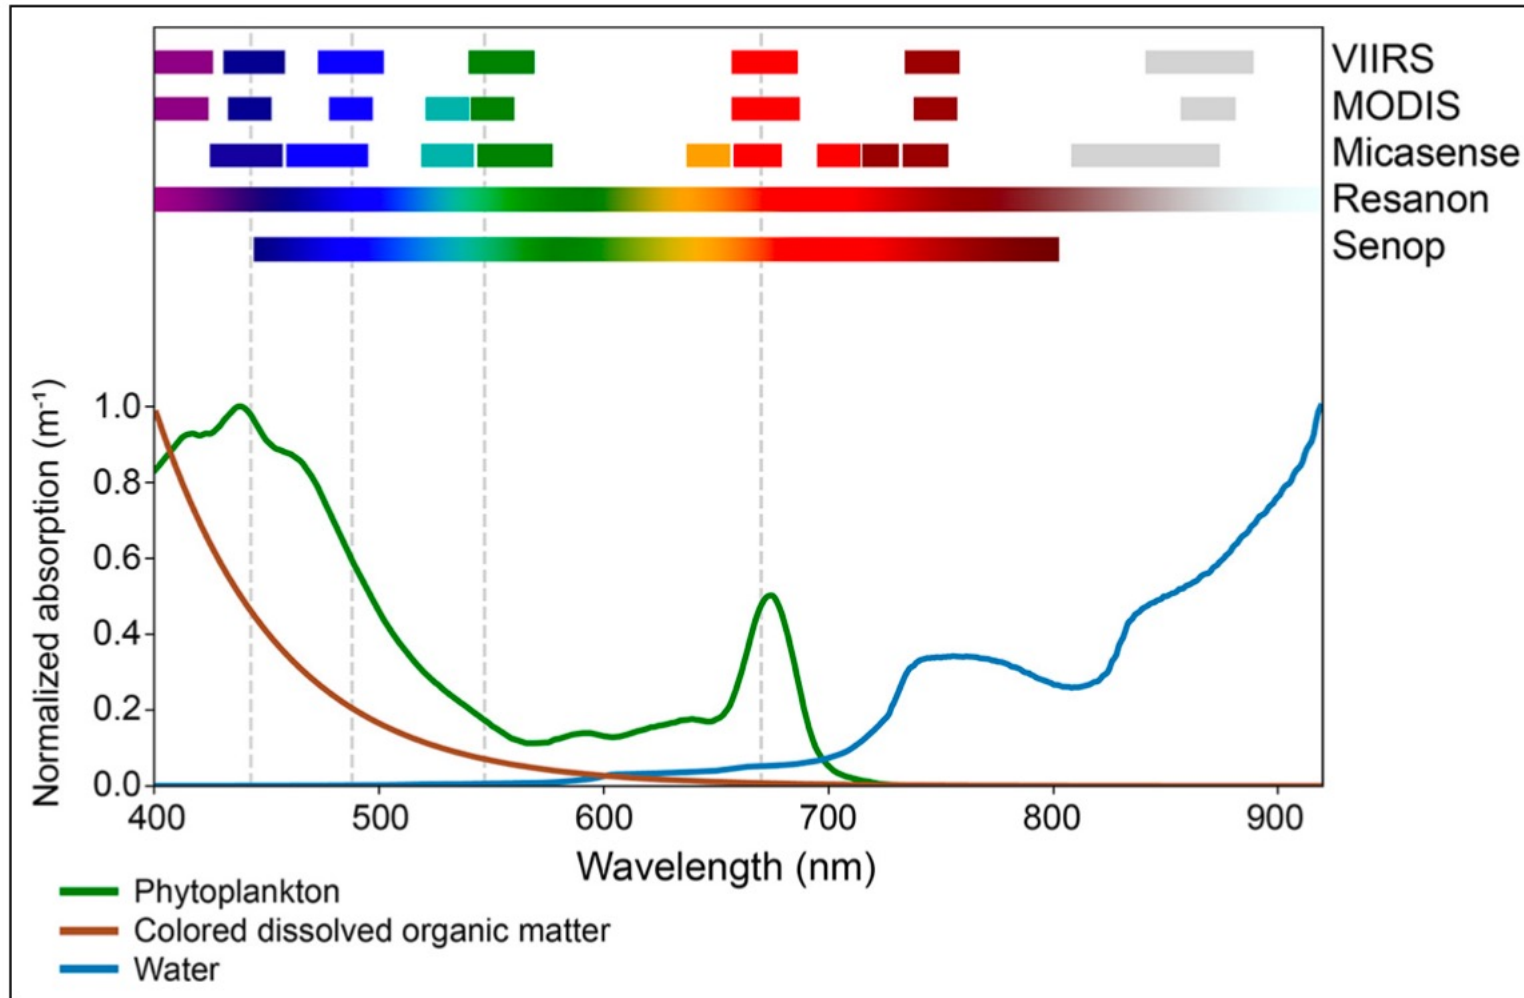 VIIRS
MODIS
Micasense
Resanon
Senop
Normalized absorption (m⁻¹)
1.0
0.8
0.6
0.4
0.2
0.0
400 500 600 700 800 900
Wavelength (nm)
Phytoplankton
Colored dissolved organic matter
Water